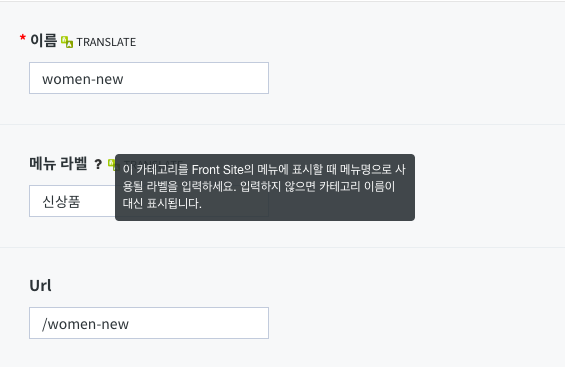 * 이름 TRANSLATE
women-new
메뉴 라벨 ?
이 카테고리를 Front Site의 메뉴에 표시할 때 메뉴명으로 사
용될 라벨을 입력하세요. 입력하지 않으면 카테고리 이름이
대신 표시됩니다.
신상품
Url
/women-new